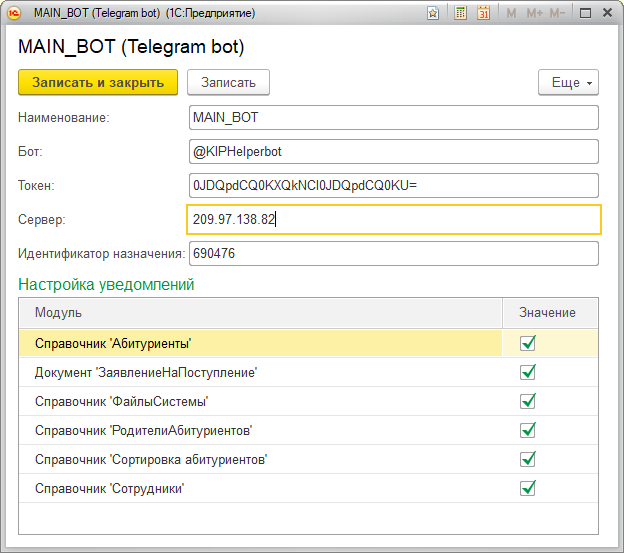 MAIN_BOT (Telegram bot) (1С:Предприятие)
M M+ M-
MAIN_BOT (Telegram bot)
Записать и закрыть Записать Еще
Наименование: MAIN_BOT
Бот: @KIPHelperbot
Токен: 0JDQpdCQ0KXQkNCl0JDQpdCQ0KU=
Сервер: 209.97.138.82
Идентификатор назначения: 690476
Настройка уведомлений
Модуль Значение
Справочник 'Абитуриенты'
Документ 'ЗаявлениеНаПоступление'
Справочник 'ФайлыСистемы'
Справочник 'РодителиАбитуриентов'
Справочник 'Сортировка абитуриентов'
Справочник 'Сотрудники'